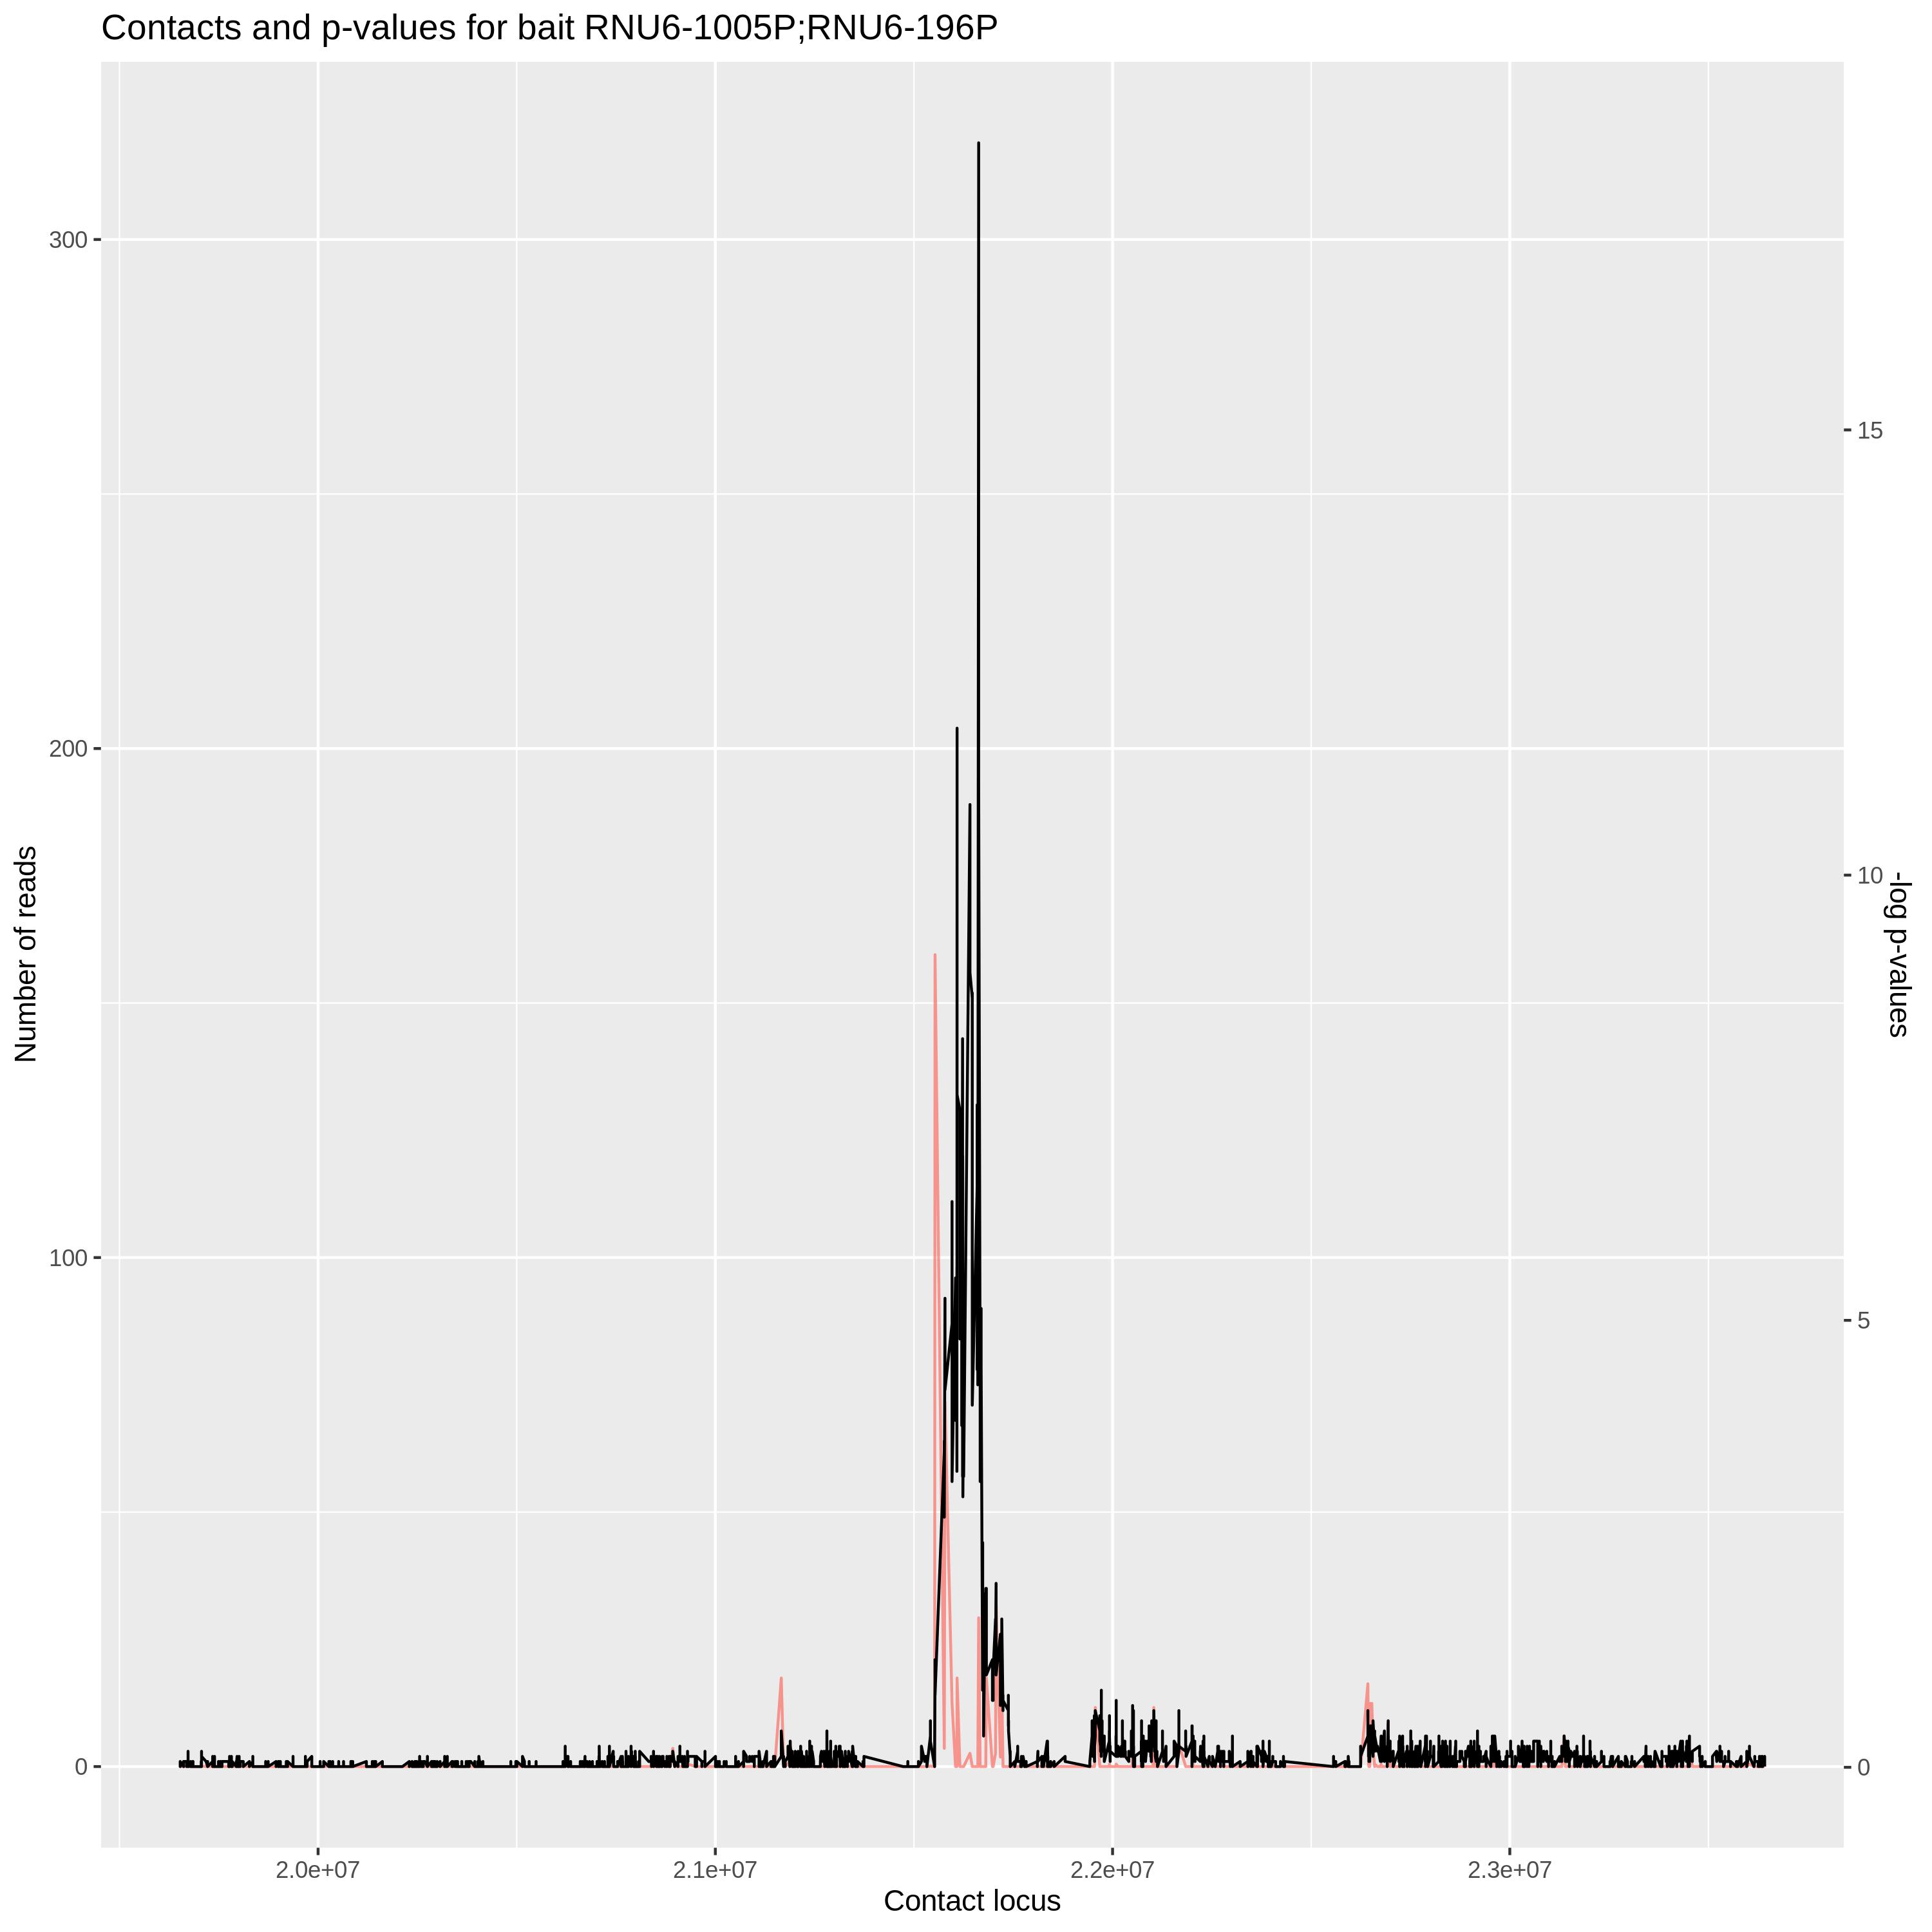 Contacts and p-values for bait RNU6-1005P;RNU6-196P
Number of reads
300
200
100
0
15
10
5
0
-log p-values
2.0e+07
2.1e+07
2.2e+07
2.3e+07
Contact locus